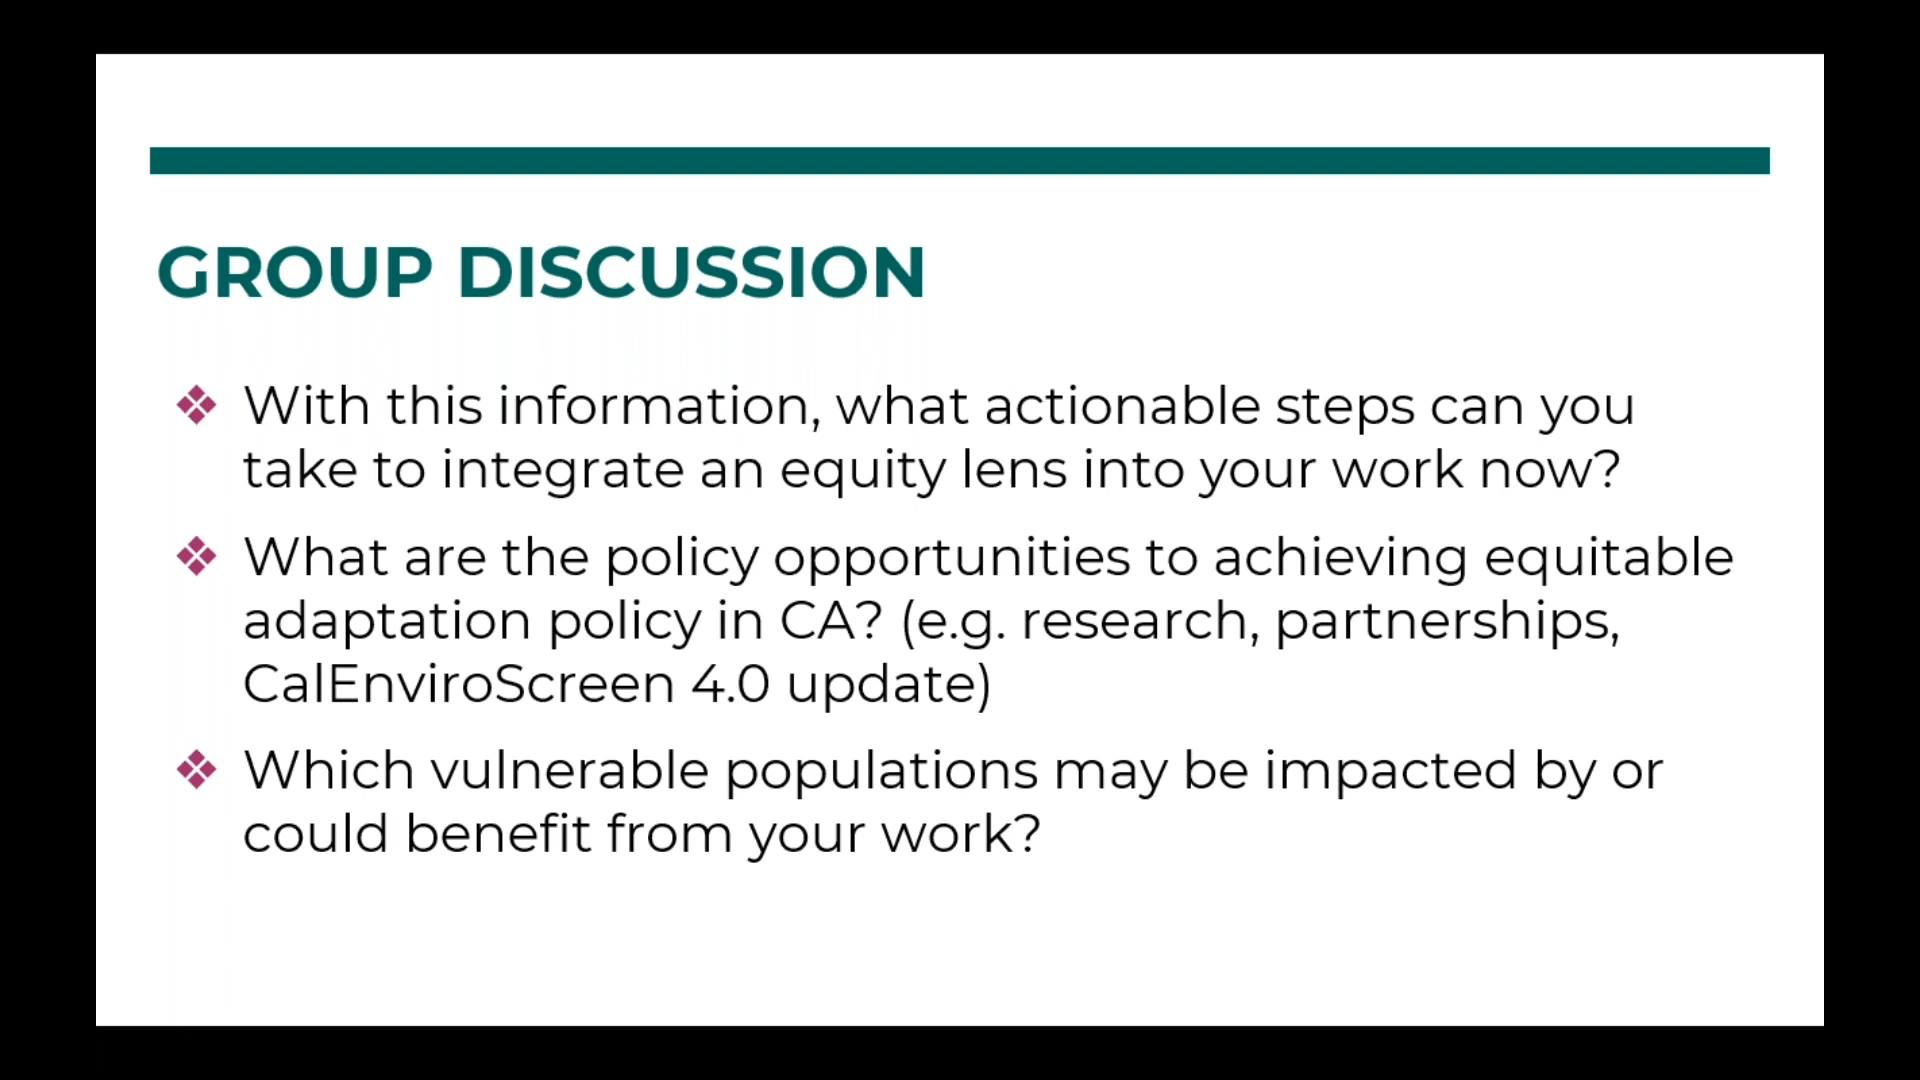 GROUP DISCUSSION
❖ With this information, what actionable steps can you
take to integrate an equity lens into your work now?
❖ What are the policy opportunities to achieving equitable
adaptation policy in CA? (e.g. research, partnerships,
CalEnviroScreen 4.0 update)
❖ Which vulnerable populations may be impacted by or
could benefit from your work?